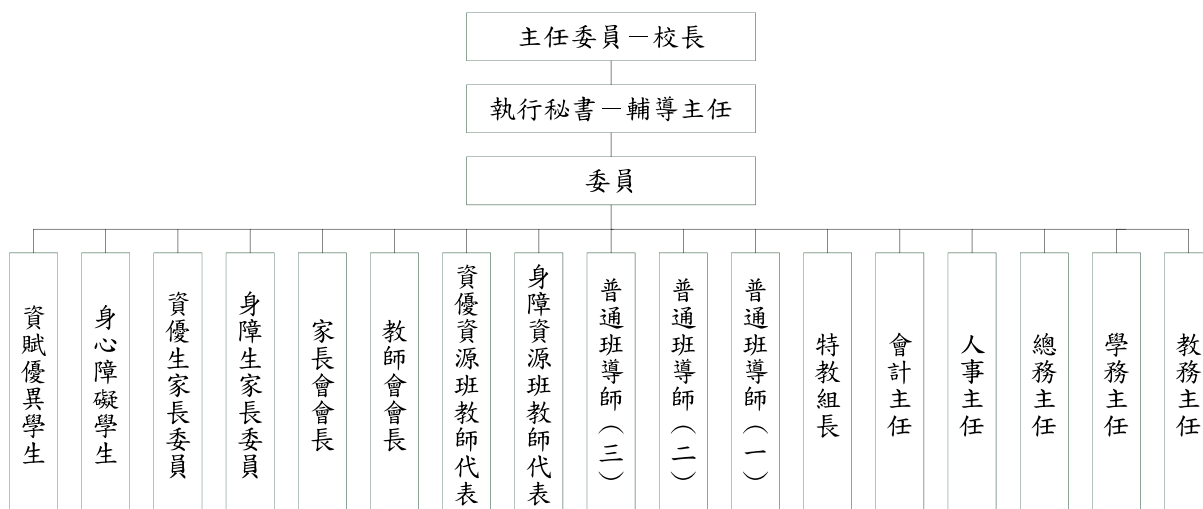 主任委員－校長
執行秘書－輔導主任
委員
資賦優異學生
身心障礙學生
資優生家長委員
身障生家長委員
家長會會長
教師會會長
資優資源班教師代表
身障資源班教師代表
普通班導師（三）
普通班導師（二）
普通班導師（一）
特教組長
會計主任
人事主任
總務主任
學務主任
教務主任